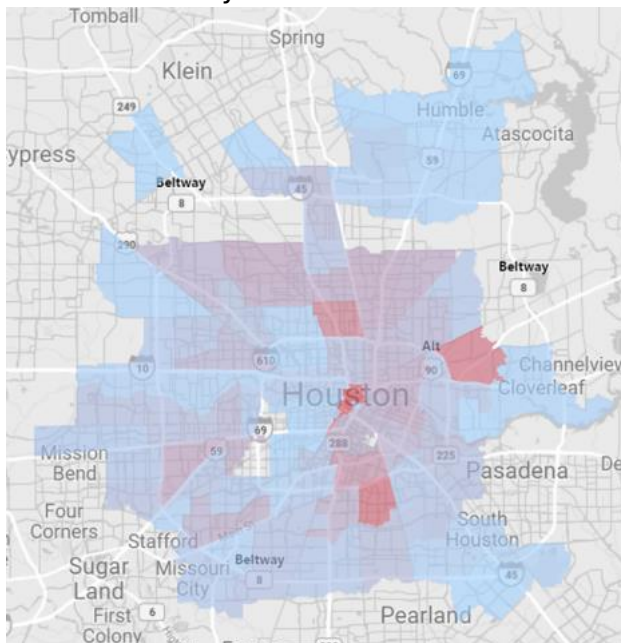 Tomball
Spring
Klein
69
249
Humble
Atascocita
59
ypress
Beltway
8
45
290
Beltway
8
Alt
90
610
10
Channelview
Cloverleaf
Houston
69
288
59
225
Mission
Bend
Pasadena
De
Four
Corners
South
Houston
Stafford
Beltway
8
45
Sugar
Land
Missouri
City
6
First
Colony
Pearland